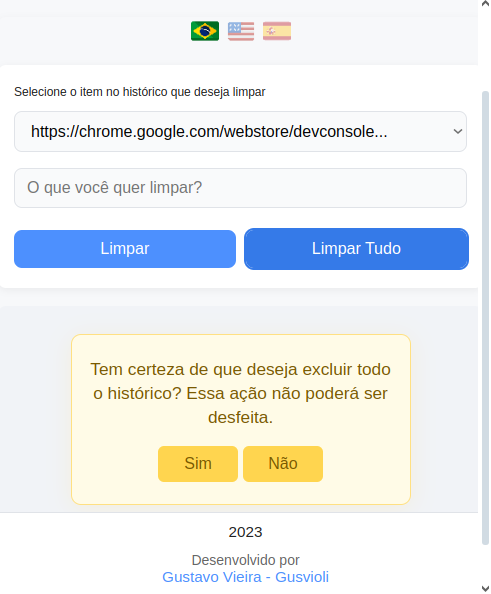 Selecione o item no histórico que deseja limpar
https://chrome.google.com/webstore/devconsole...
O que você quer limpar?
Limpar
Limpar Tudo
Tem certeza de que deseja excluir todo
o histórico? Essa ação não poderá ser
desfeita.
Sim
Não
2023
Desenvolvido por
Gustavo Vieira - Gusvioli